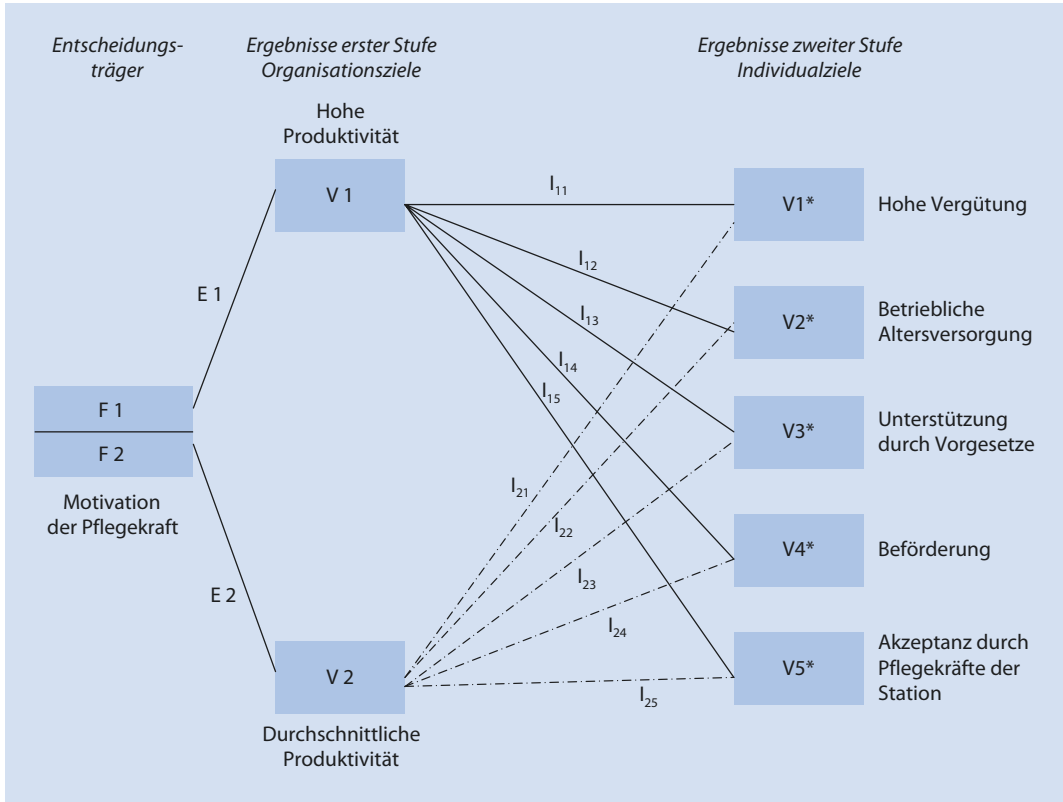 Entscheidungs-
träger
Ergebnisse erster Stufe
Organisationsziele
Ergebnisse zweiter Stufe
Individualziele
Hohe
Produktivität
V 1
E 1
F 1
F 2
Motivation
der Pflegekraft
E 2
V 2
Durchschnittliche
Produktivität
I₁₁
I₁₂
I₁₃
I₁₄
I₁₅
I₂₁
I₂₂
I₂₃
I₂₄
I₂₅
V1*
Hohe Vergütung
V2*
Betriebliche
Altersversorgung
V3*
Unterstützung
durch Vorgesetze
V4*
Beförderung
V5*
Akzeptanz durch
Pflegekräfte der
Station